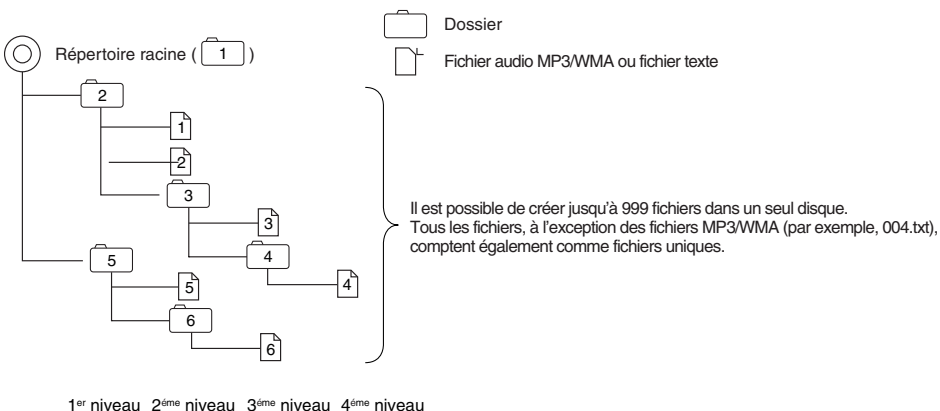 Dossier
Répertoire racine ( 1 )
Fichier audio MP3/WMA ou fichier texte
2
1
2
3
3
4
5
4
5
6
6
Il est possible de créer jusqu'à 999 fichiers dans un seul disque.
Tous les fichiers, à l'exception des fichiers MP3/WMA (par exemple, 004.txt),
comptent également comme fichiers uniques.
1er niveau 2éme niveau 3éme niveau 4éme niveau